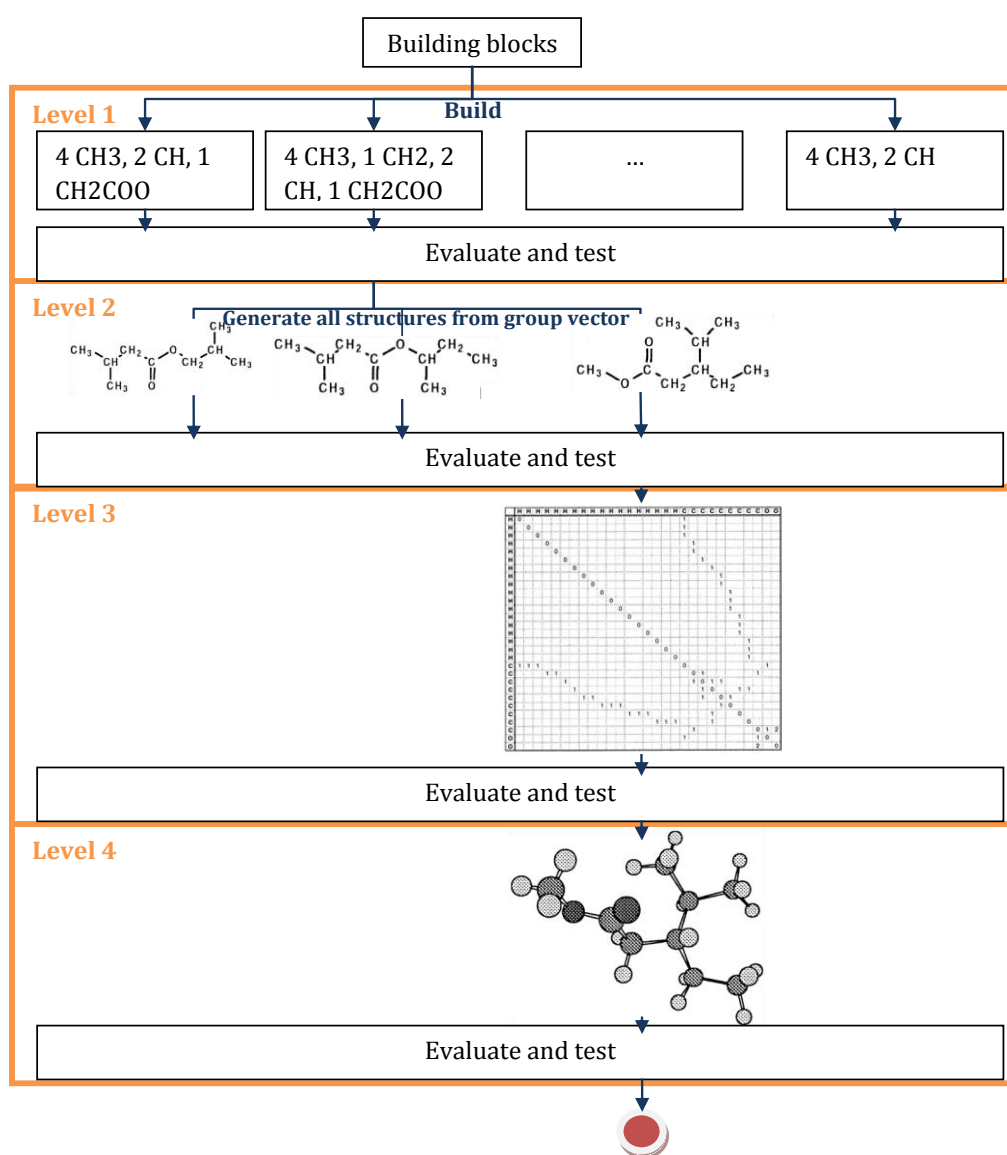 Building blocks
Level 1
Build
4 CH3, 2 CH, 1
CH2COO
4 CH3, 1 CH2, 2
CH, 1 CH2COO
...
4 CH3, 2 CH
Evaluate and test
Level 2
Generate all structures from group vector
CH3 CH CH3 CH2 C O O CH2 CH CH3 CH3
CH3 CH CH3 CH2 C O O CH CH3 CH2 CH3
CH3 O C O CH2 CH CH CH3 CH3 CH2 CH3
Evaluate and test
Level 3
H H H H H H H H H H H H H H H H H H C C C C C C C C C O O
Evaluate and test
Level 4
Evaluate and test